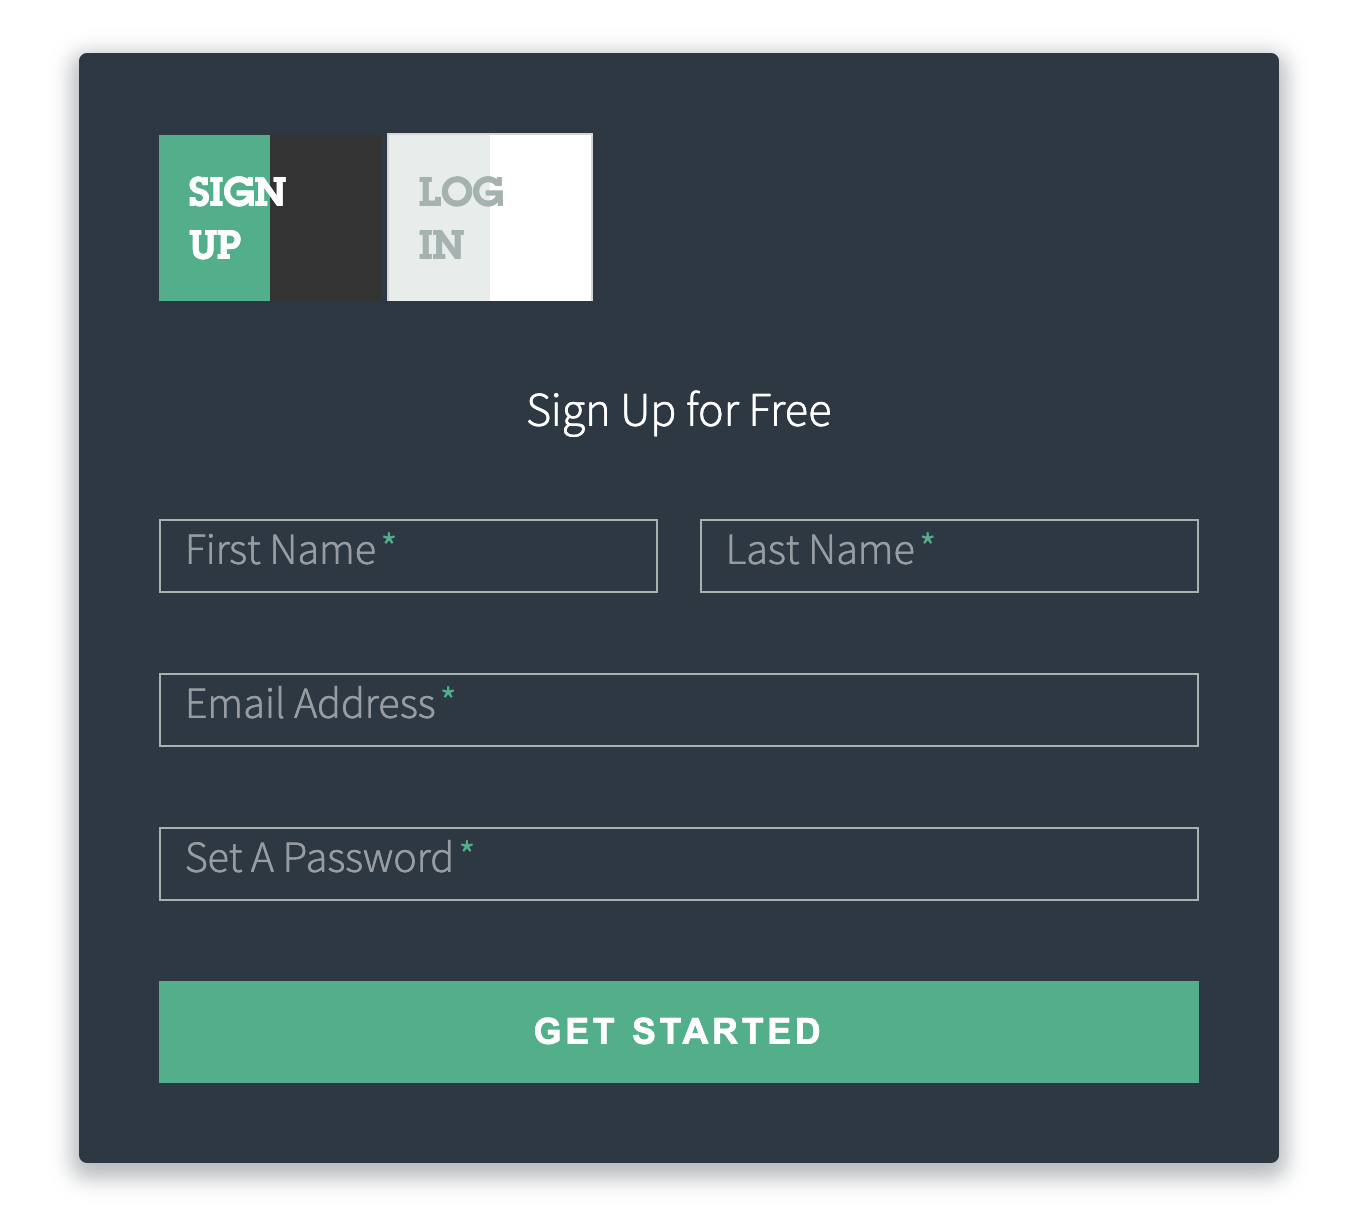 SIGN
UP
LOG
IN
Sign Up for Free
First Name*
Last Name*
Email Address*
Set A Password*
GET STARTED